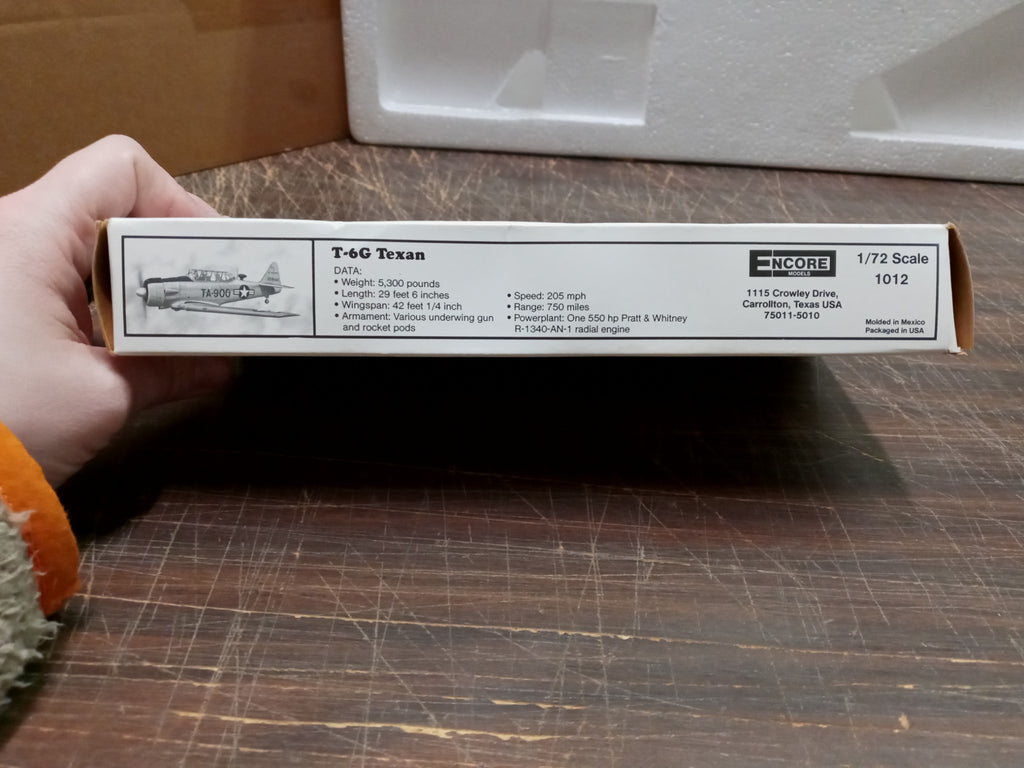 TA-900
T-6G Texan
DATA:
• Weight: 5,300 pounds
• Length: 29 feet 6 inches
• Wingspan: 42 feet 1/4 inch
• Armament: Various underwing gun
and rocket pods
• Speed: 205 mph
• Range: 750 miles
• Powerplant: One 550 hp Pratt & Whitney
R-1340-AN-1 radial engine
ENCORE
MODELS
1115 Crowley Drive,
Carrollton, Texas USA
75011-5010
1/72 Scale
1012
Molded in Mexico
Packaged in USA